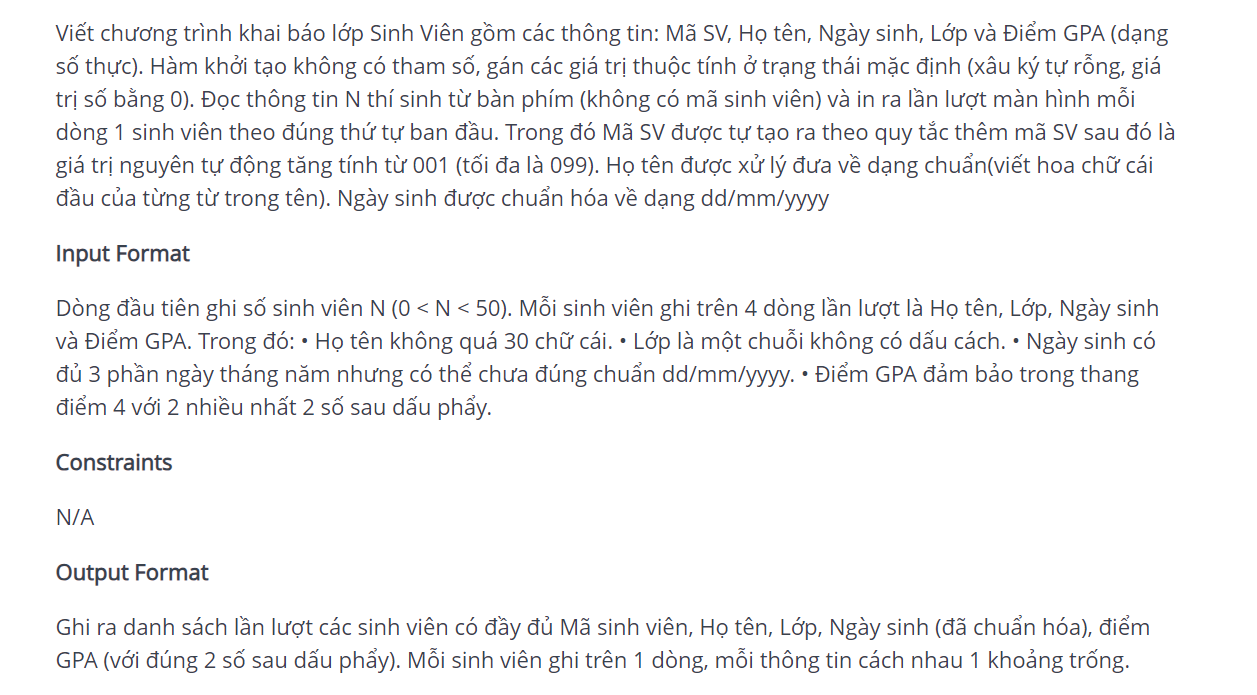 Viết chương trình khai báo lớp Sinh Viên gồm các thông tin: Mã SV, Họ tên, Ngày sinh, Lớp và Điểm GPA (dạng
số thực). Hàm khởi tạo không có tham số, gán các giá trị thuộc tính ở trạng thái mặc định (xâu ký tự rỗng, giá
trị số bằng 0). Đọc thông tin N thí sinh từ bàn phím (không có mã sinh viên) và in ra lần lượt màn hình mỗi
dòng 1 sinh viên theo đúng thứ tự ban đầu. Trong đó Mã SV được tự tạo ra theo quy tắc thêm mã SV sau đó là
giá trị nguyên tự động tăng tính từ 001 (tối đa là 099). Họ tên được xử lý đưa về dạng chuẩn(viết hoa chữ cái
đầu của từng từ trong tên). Ngày sinh được chuẩn hóa về dạng dd/mm/yyyy
Input Format
Dòng đầu tiên ghi số sinh viên N (0 < N < 50). Mỗi sinh viên ghi trên 4 dòng lần lượt là Họ tên, Lớp, Ngày sinh
và Điểm GPA. Trong đó: • Họ tên không quá 30 chữ cái. • Lớp là một chuỗi không có dấu cách. • Ngày sinh có
đủ 3 phần ngày tháng năm nhưng có thể chưa đúng chuẩn dd/mm/yyyy. • Điểm GPA đảm bảo trong thang
điểm 4 với 2 nhiều nhất 2 số sau dấu phẩy.
Constraints
N/A
Output Format
Ghi ra danh sách lần lượt các sinh viên có đầy đủ Mã sinh viên, Họ tên, Lớp, Ngày sinh (đã chuẩn hóa), điểm
GPA (với đúng 2 số sau dấu phẩy). Mỗi sinh viên ghi trên 1 dòng, mỗi thông tin cách nhau 1 khoảng trống.